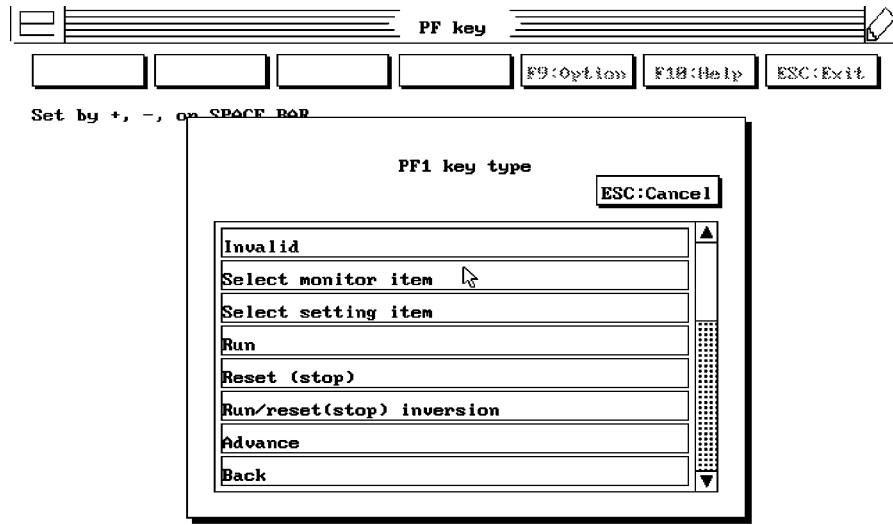 PF key
F9:Option F10:Help ESC:Exit
Set by +, -, or SPACE BAR
PF1 key type
ESC:Cancel
Invalid
Select monitor item
Select setting item
Run
Reset (stop)
Run/reset(stop) inversion
Advance
Back